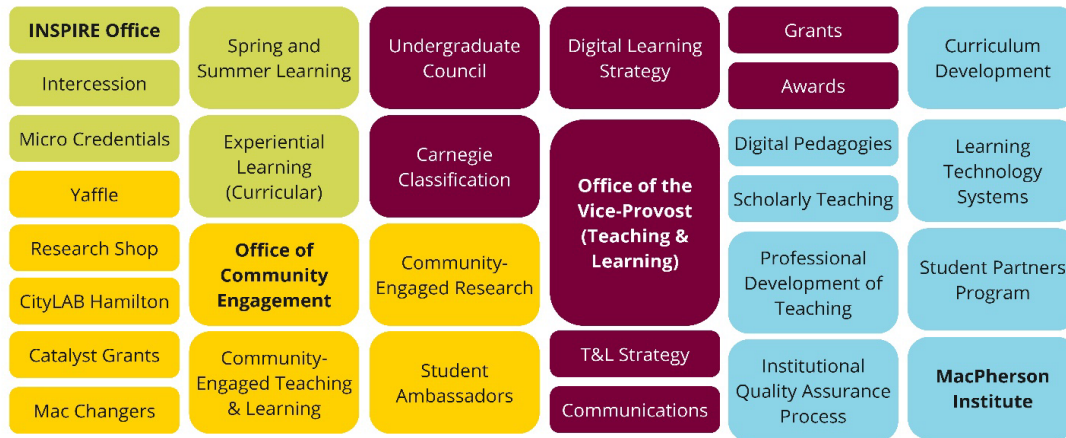 INSPIRE Office
Intercession
Micro Credentials
Yaffle
Research Shop
CityLAB Hamilton
Catalyst Grants
Mac Changers
Spring and
Summer Learning
Experiential
Learning
(Curricular)
Office of
Community
Engagement
Community-
Engaged Teaching
& Learning
Undergraduate
Council
Carnegie
Classification
Community-
Engaged Research
Student
Ambassadors
Digital Learning
Strategy
Office of the
Vice-Provost
(Teaching &
Learning)
T&L Strategy
Communications
Grants
Awards
Digital Pedagogies
Scholarly Teaching
Professional
Development of
Teaching
Institutional
Quality Assurance
Process
Curriculum
Development
Learning
Technology
Systems
Student Partners
Program
MacPherson
Institute